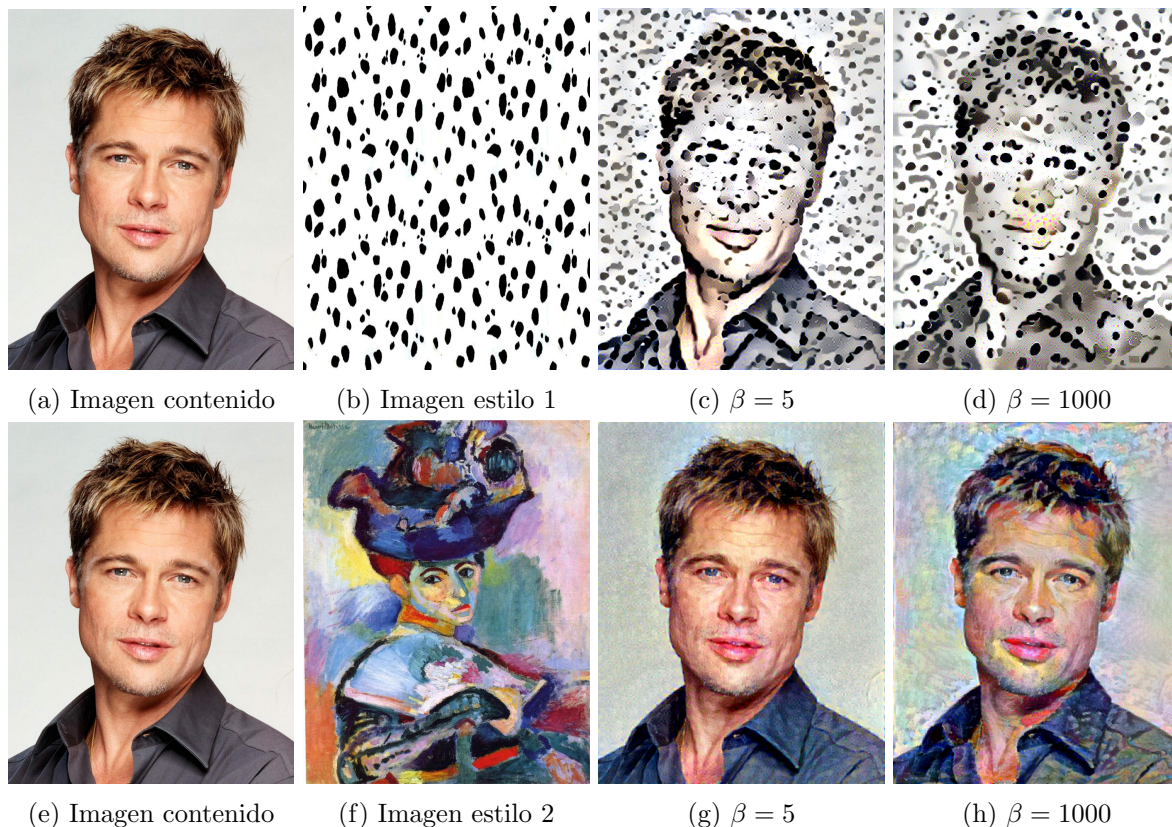 (a) Imagen contenido
(b) Imagen estilo 1
(c) β = 5
(d) β = 1000
(e) Imagen contenido
(f) Imagen estilo 2
(g) β = 5
(h) β = 1000